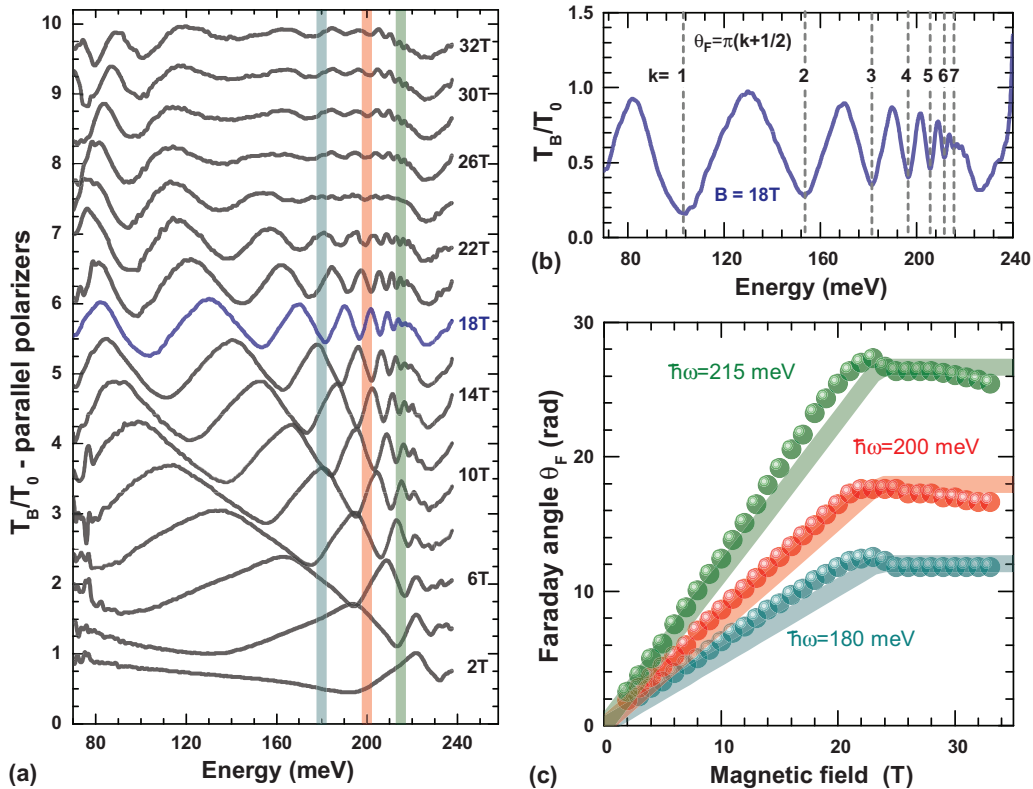 10
9
8
7
6
5
4
3
2
1
0
32T
30T
26T
22T
18T
14T
10T
6T
2T
T_B/T_0 - parallel polarizers
80 120 160 200 240
(a) Energy (meV)
1.5
1.0
0.5
0.0
T_B/T_0
θ_F=π(k+1/2)
k= 1 2 3 4 5 6 7
B = 18T
80 120 160 200 240
(b) Energy (meV)
30
20
10
0
Faraday angle θ_F (rad)
ħω=215 meV
ħω=200 meV
ħω=180 meV
0 10 20 30
(c) Magnetic field (T)